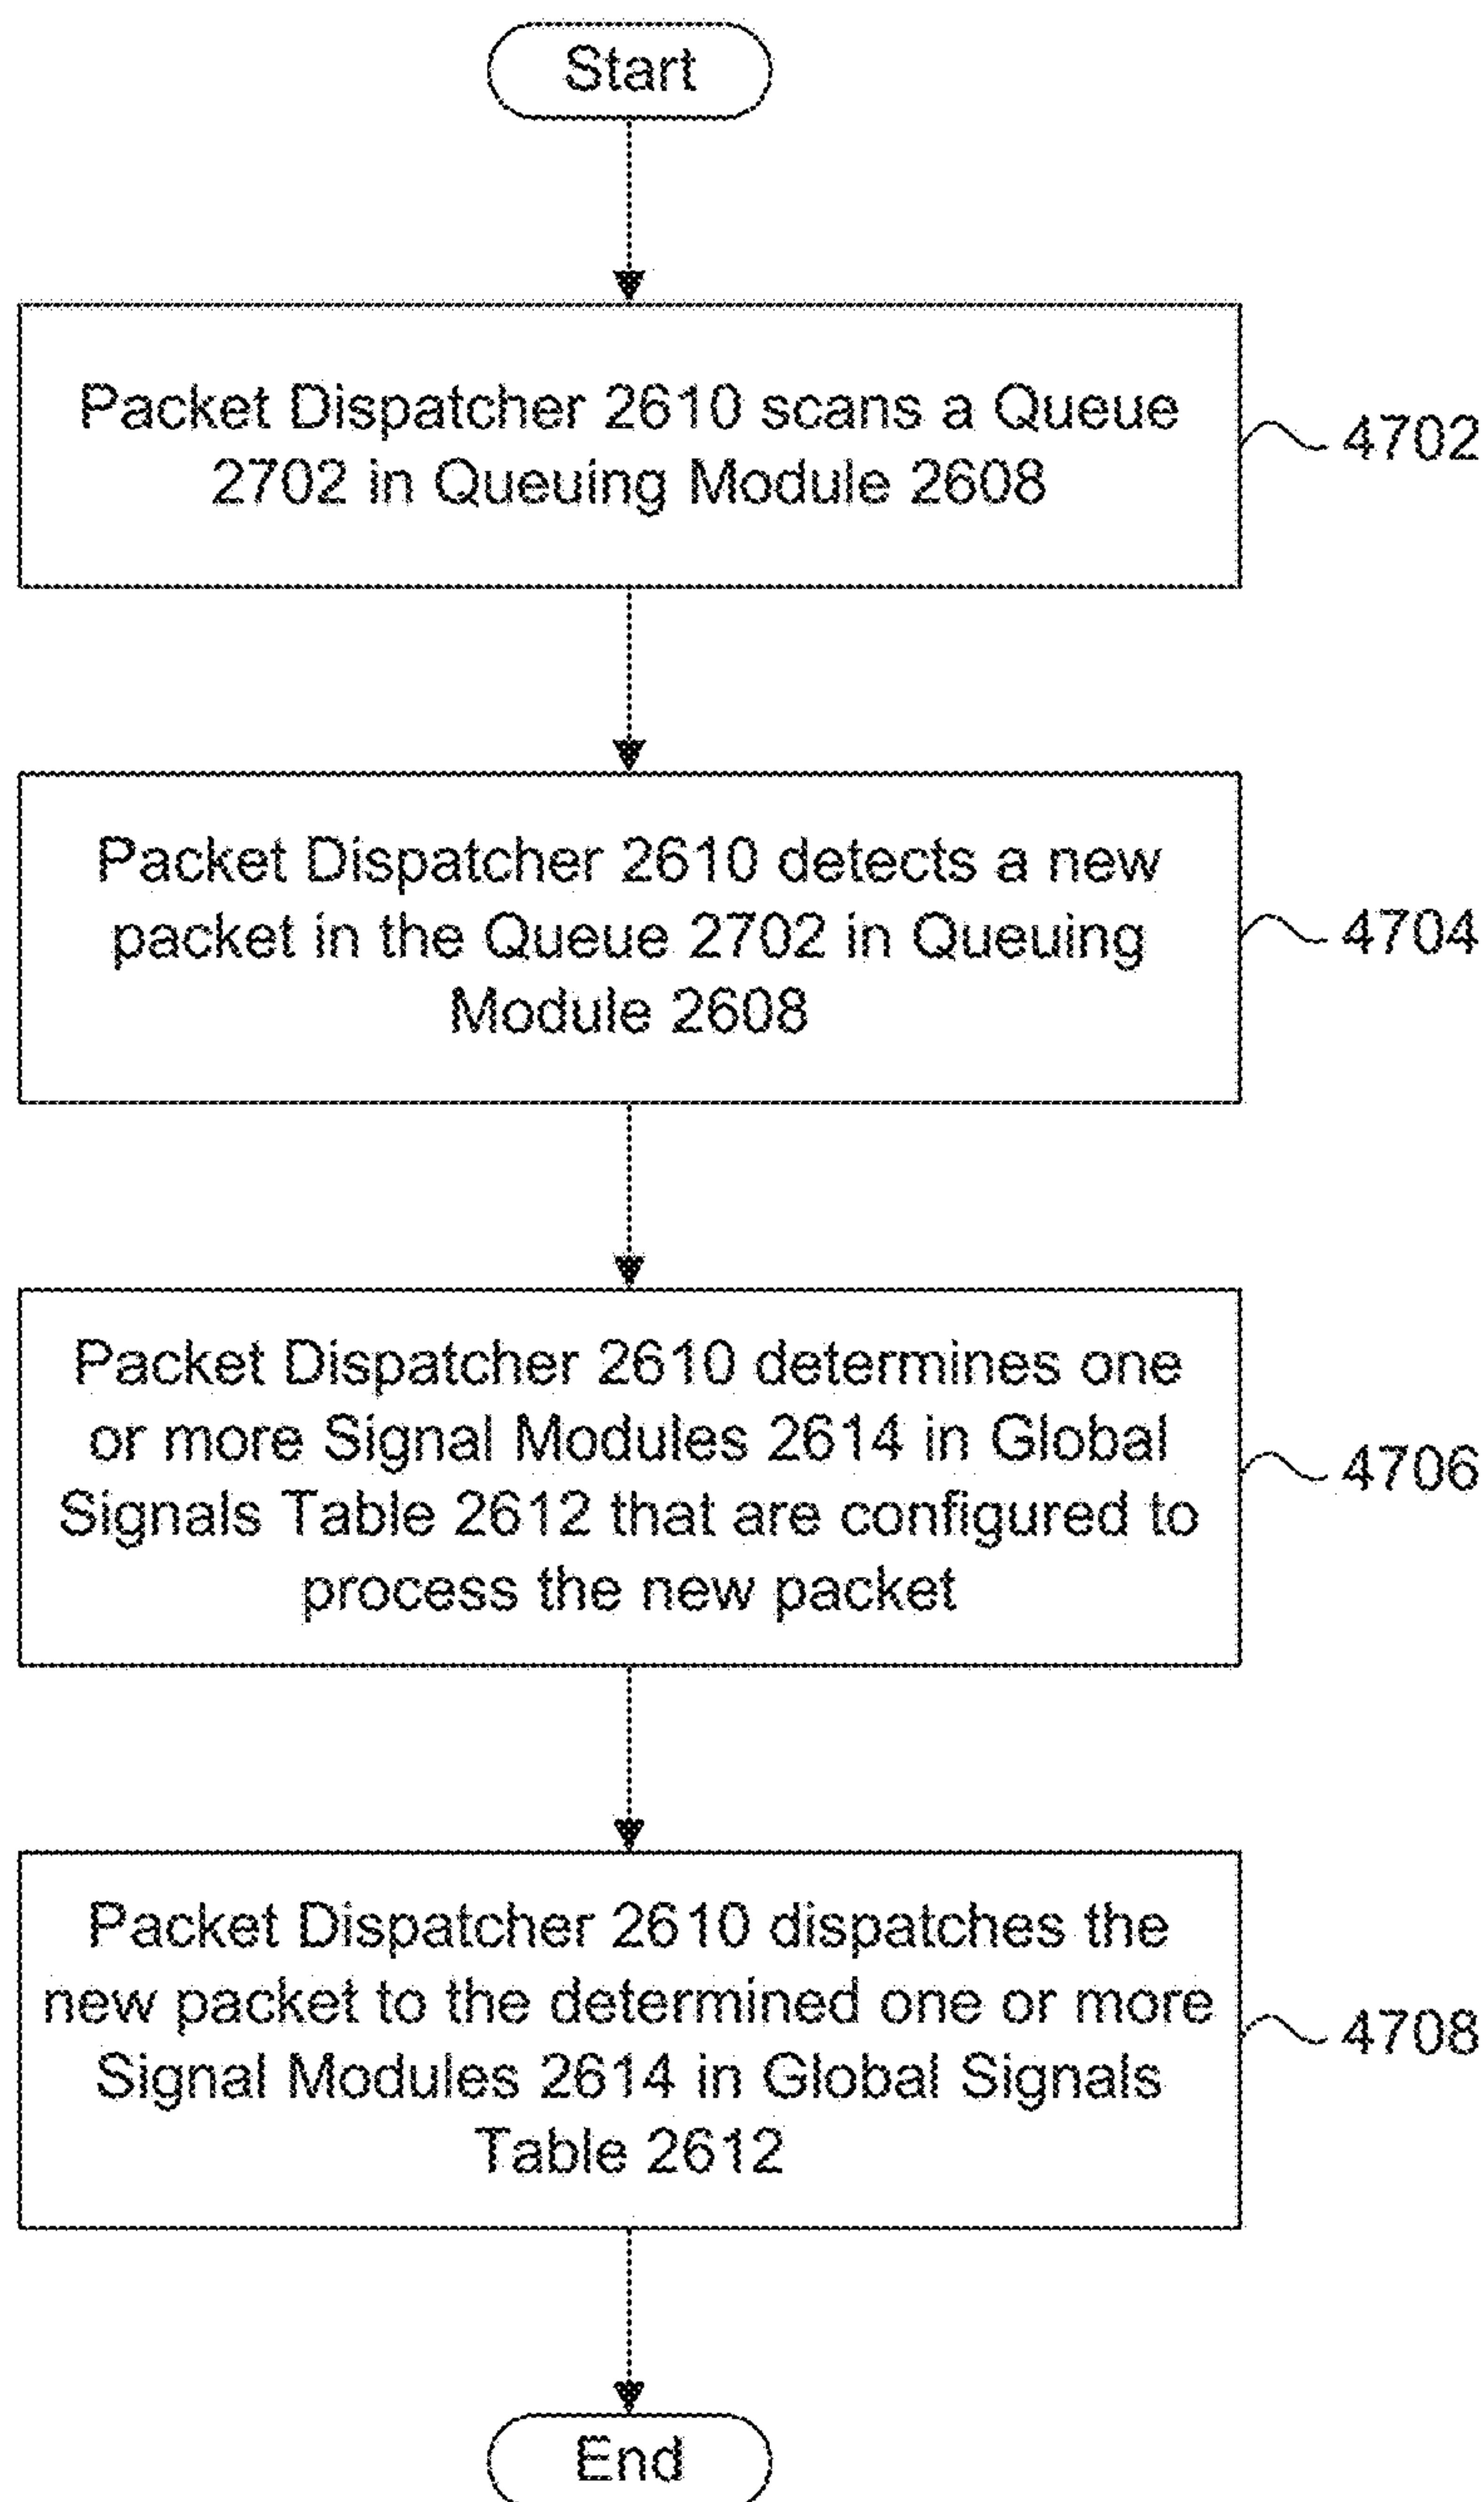 Start
Packet Dispatcher 2610 scans a Queue
2702 in Queuing Module 2608
4702
Packet Dispatcher 2610 detects a new
packet in the Queue 2702 in Queuing
Module 2608
4704
Packet Dispatcher 2610 determines one
or more Signal Modules 2614 in Global
Signals Table 2612 that are configured to
process the new packet
4706
Packet Dispatcher 2610 dispatches the
new packet to the determined one or more
Signal Modules 2614 in Global Signals
Table 2612
4708
End